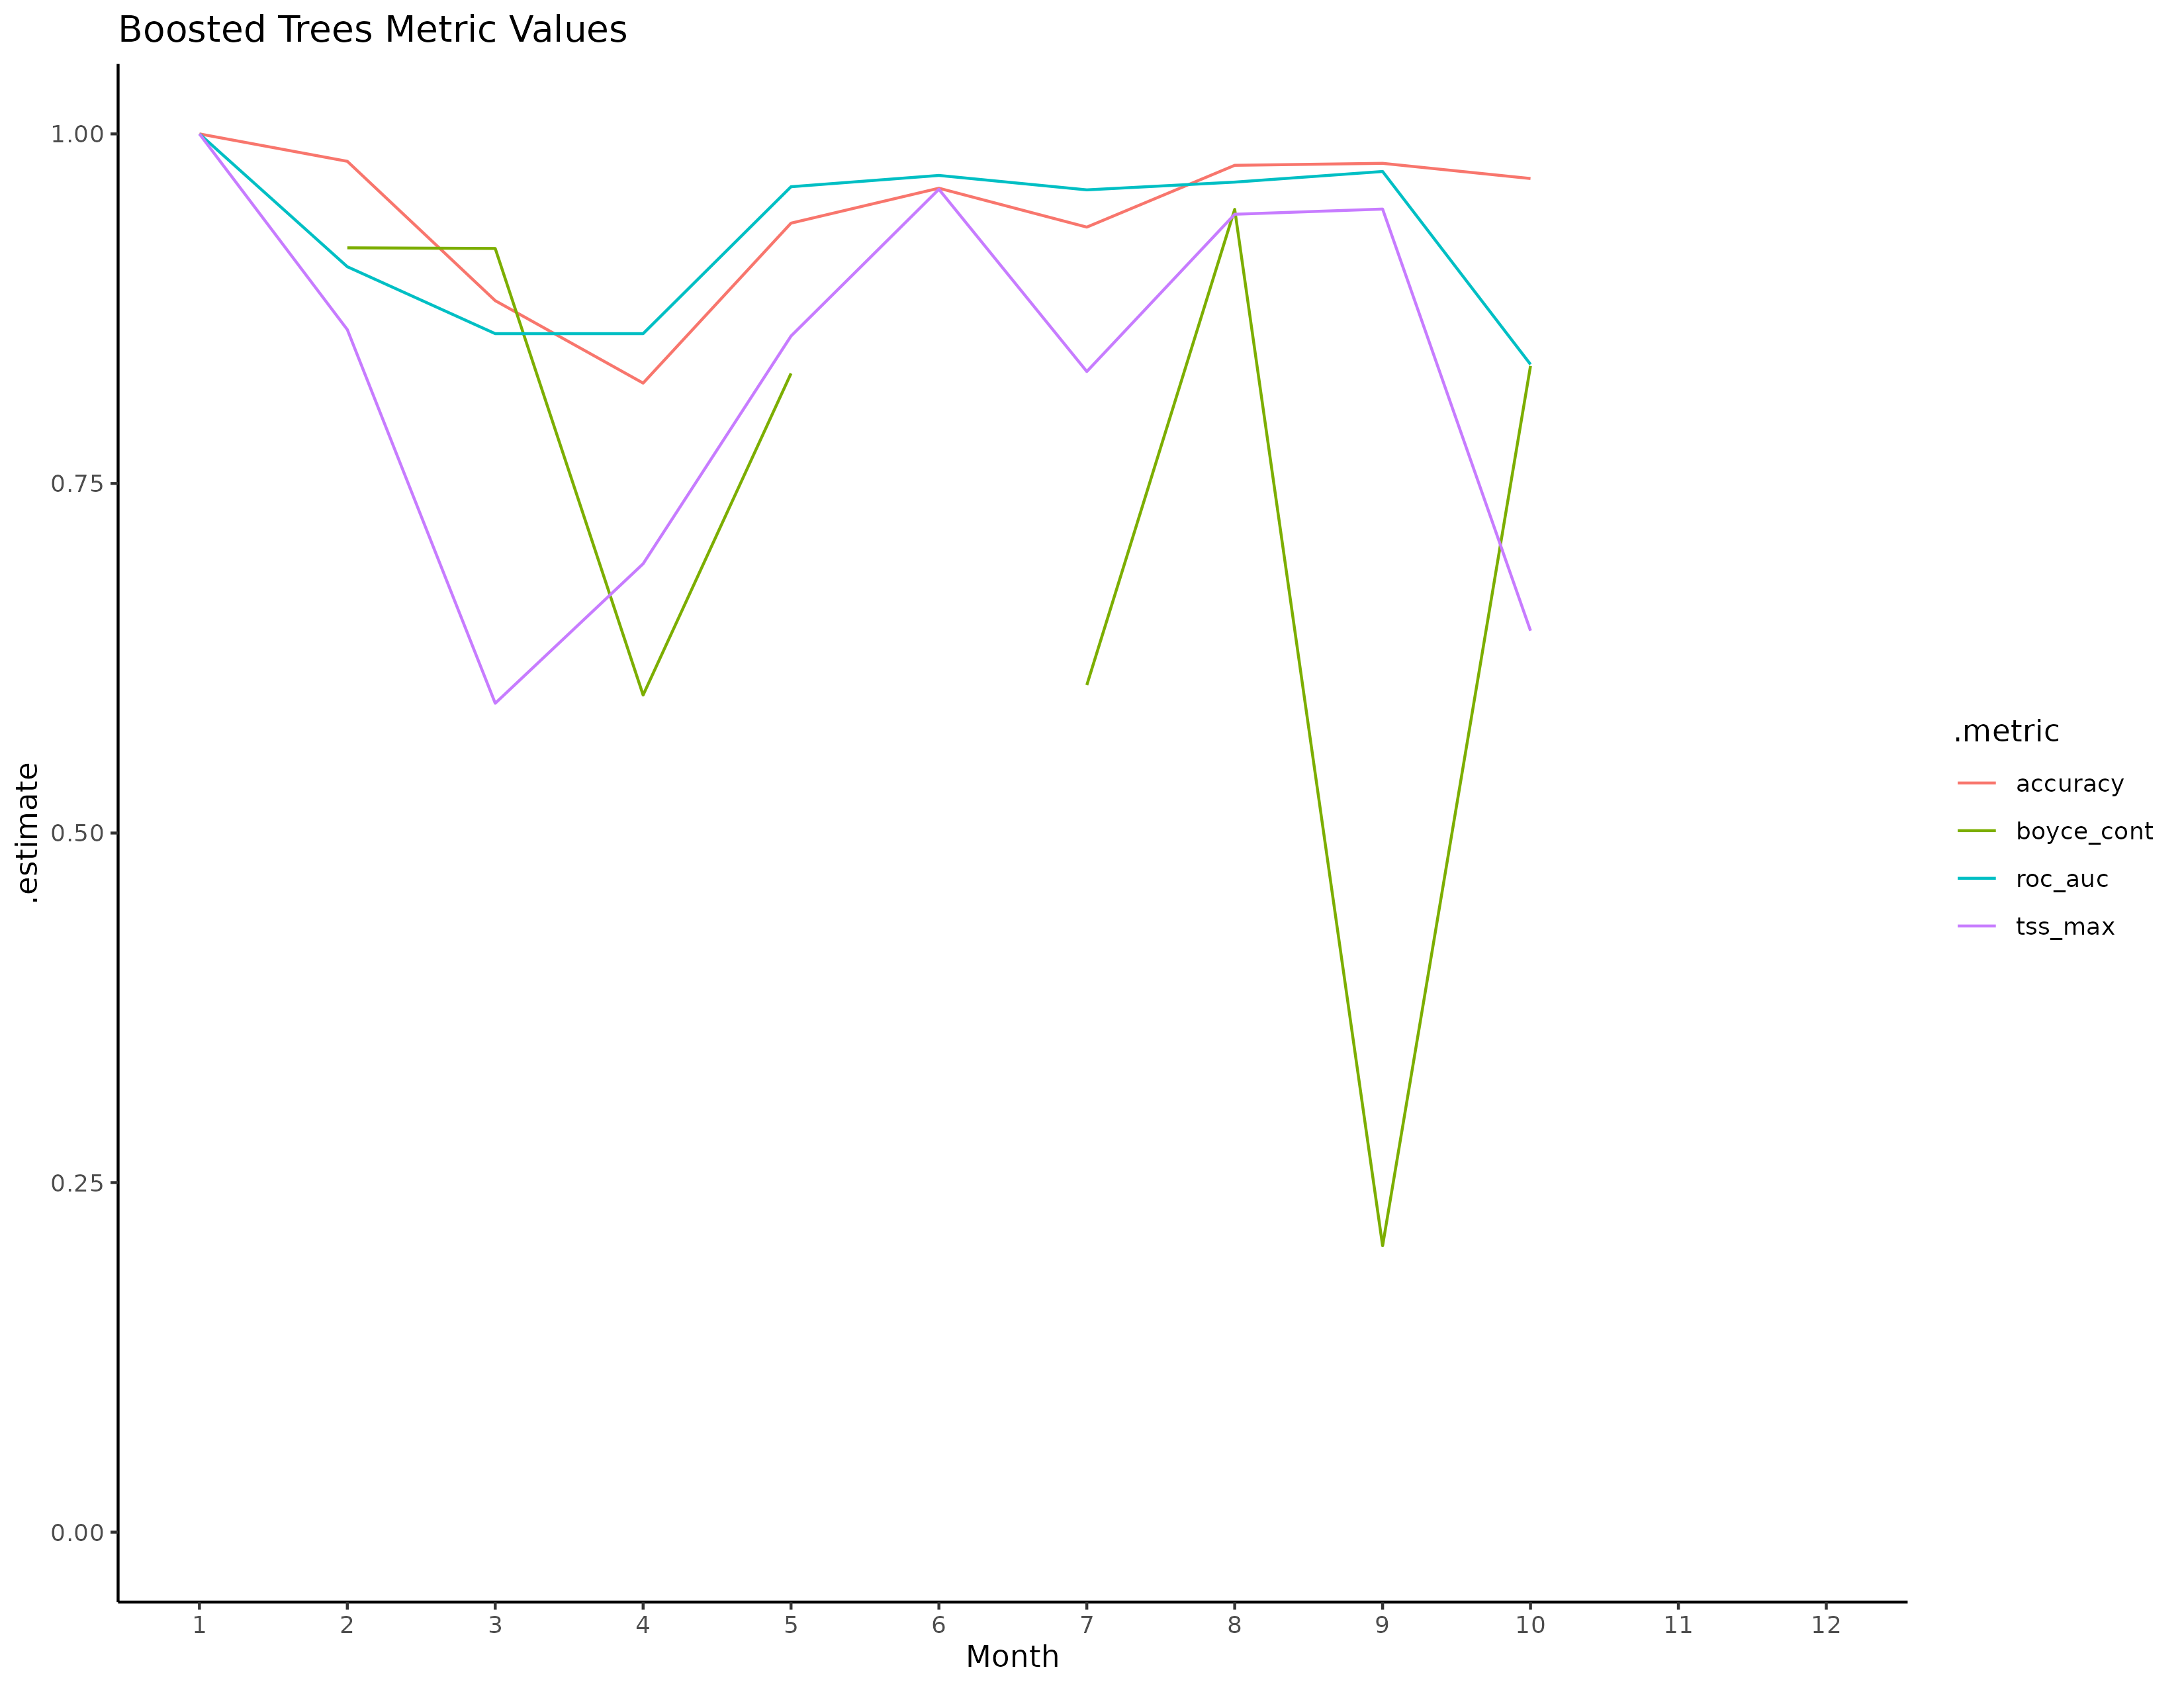 Boosted Trees Metric Values
.estimate
1.00
0.75
0.50
0.25
0.00
1 2 3 4 5 6 7 8 9 10 11 12
Month
.metric
accuracy
boyce_cont
roc_auc
tss_max